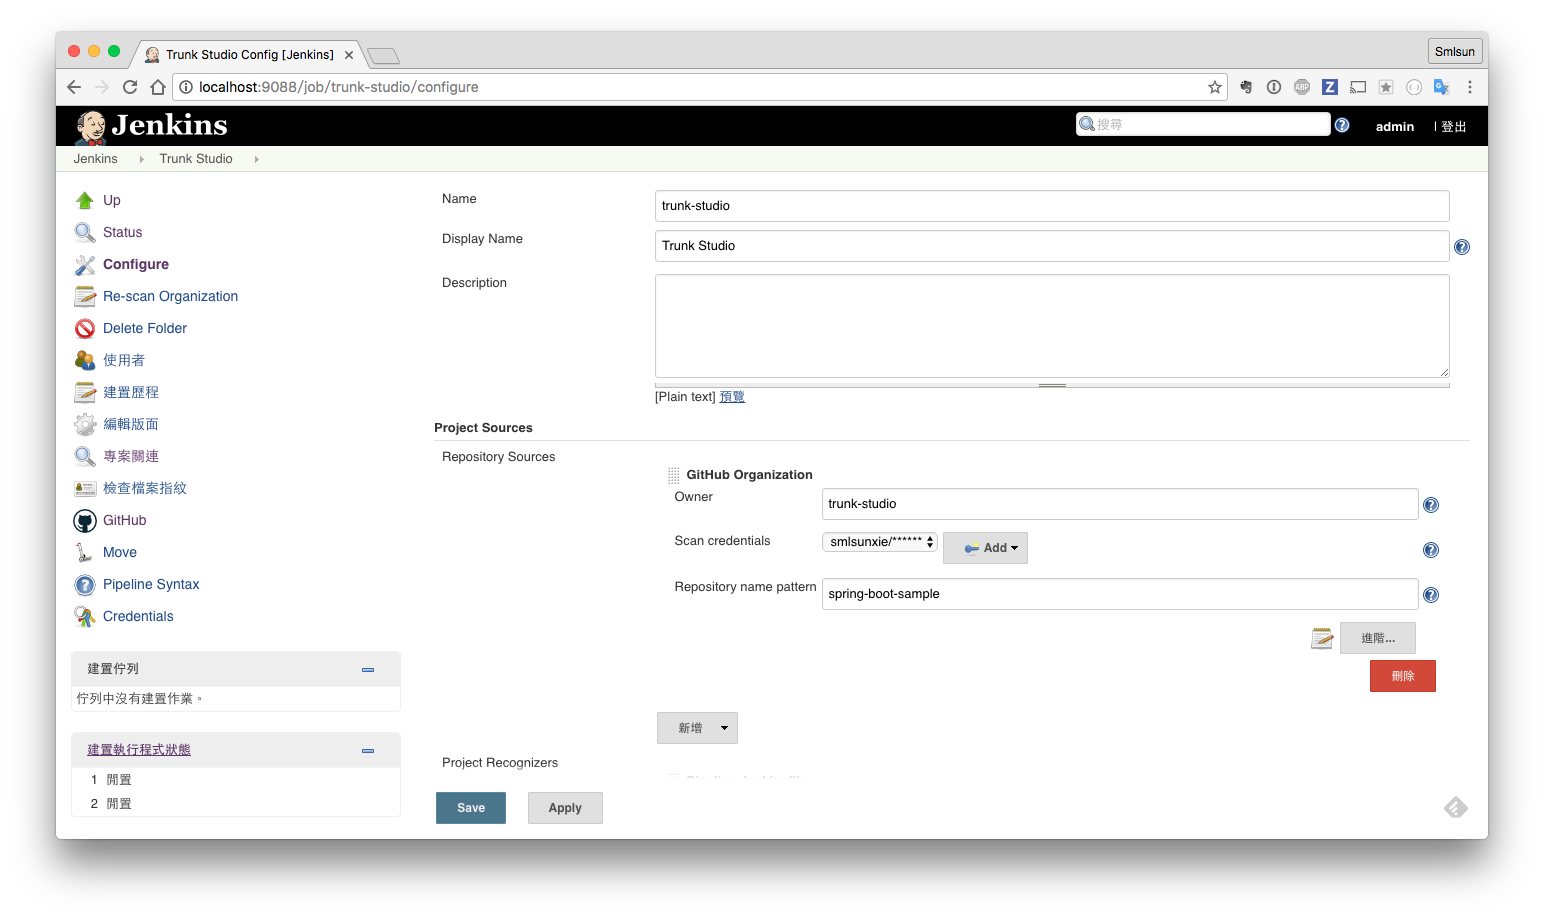 Trunk Studio Config [Jenkins]
Smlsun
localhost:9088/job/trunk-studio/configure
ABP
Z
Jenkins
搜尋
admin
| 登出
Jenkins
Trunk Studio
Up
Status
Configure
Re-scan Organization
Delete Folder
使用者
建置歷程
編輯版面
專案關連
檢查檔案指紋
GitHub
Move
Pipeline Syntax
Credentials
建置佇列
佇列中沒有建置作業。
建置執行程式狀態
1 閒置
2 閒置
Name
trunk-studio
Display Name
Trunk Studio
Description
[Plain text] 預覽
Project Sources
Repository Sources
GitHub Organization
Owner
trunk-studio
Scan credentials
smlsunxie/******
Add
Repository name pattern
spring-boot-sample
進階...
刪除
新增
Project Recognizers
Save
Apply